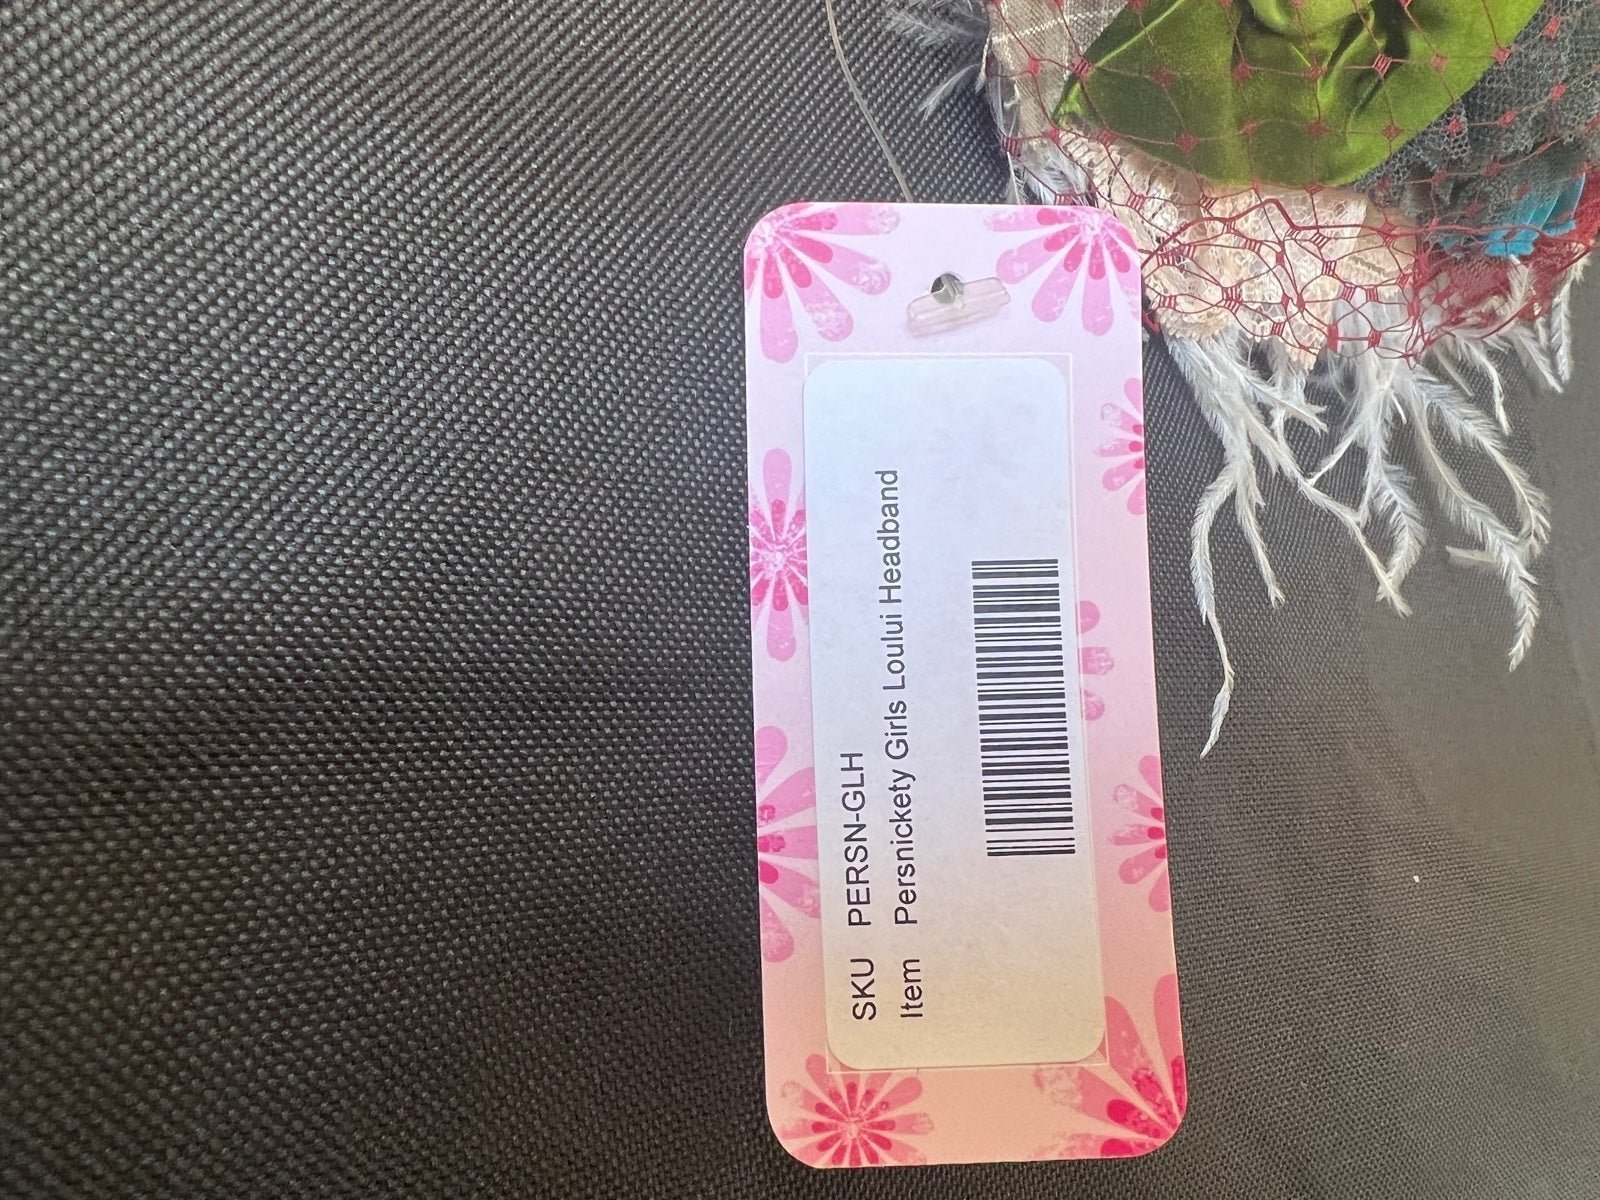 SKU PERSN-GLH
Item Persnickety Girls Loului Headband